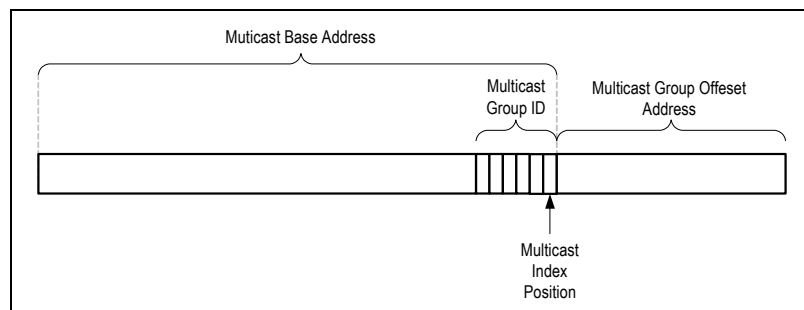 Muticast Base Address
Multicast
Group ID
Multicast Group Offeset
Address
Multicast
Index
Position